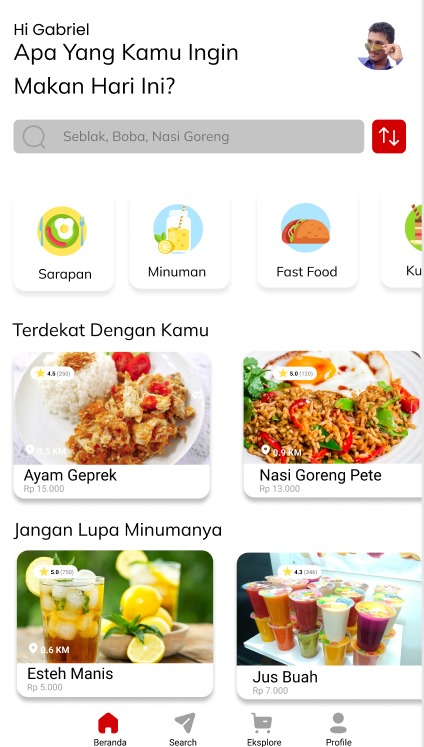 Hi Gabriel
Apa Yang Kamu Ingin
Makan Hari Ini?
Seblak, Boba, Nasi Goreng
Sarapan
Minuman
Fast Food
Ku
Terdekat Dengan Kamu
4.5 (250)
5.0 (120)
0.5 KM
0.9 KM
Ayam Geprek
Nasi Goreng Pete
Rp 15.000
Rp 13.000
Jangan Lupa Minumanya
5.0 (750)
4.3 (346)
0.6 KM
Esteh Manis
Jus Buah
Rp 5.000
Rp 7.000
Beranda
Search
Eksplore
Profile